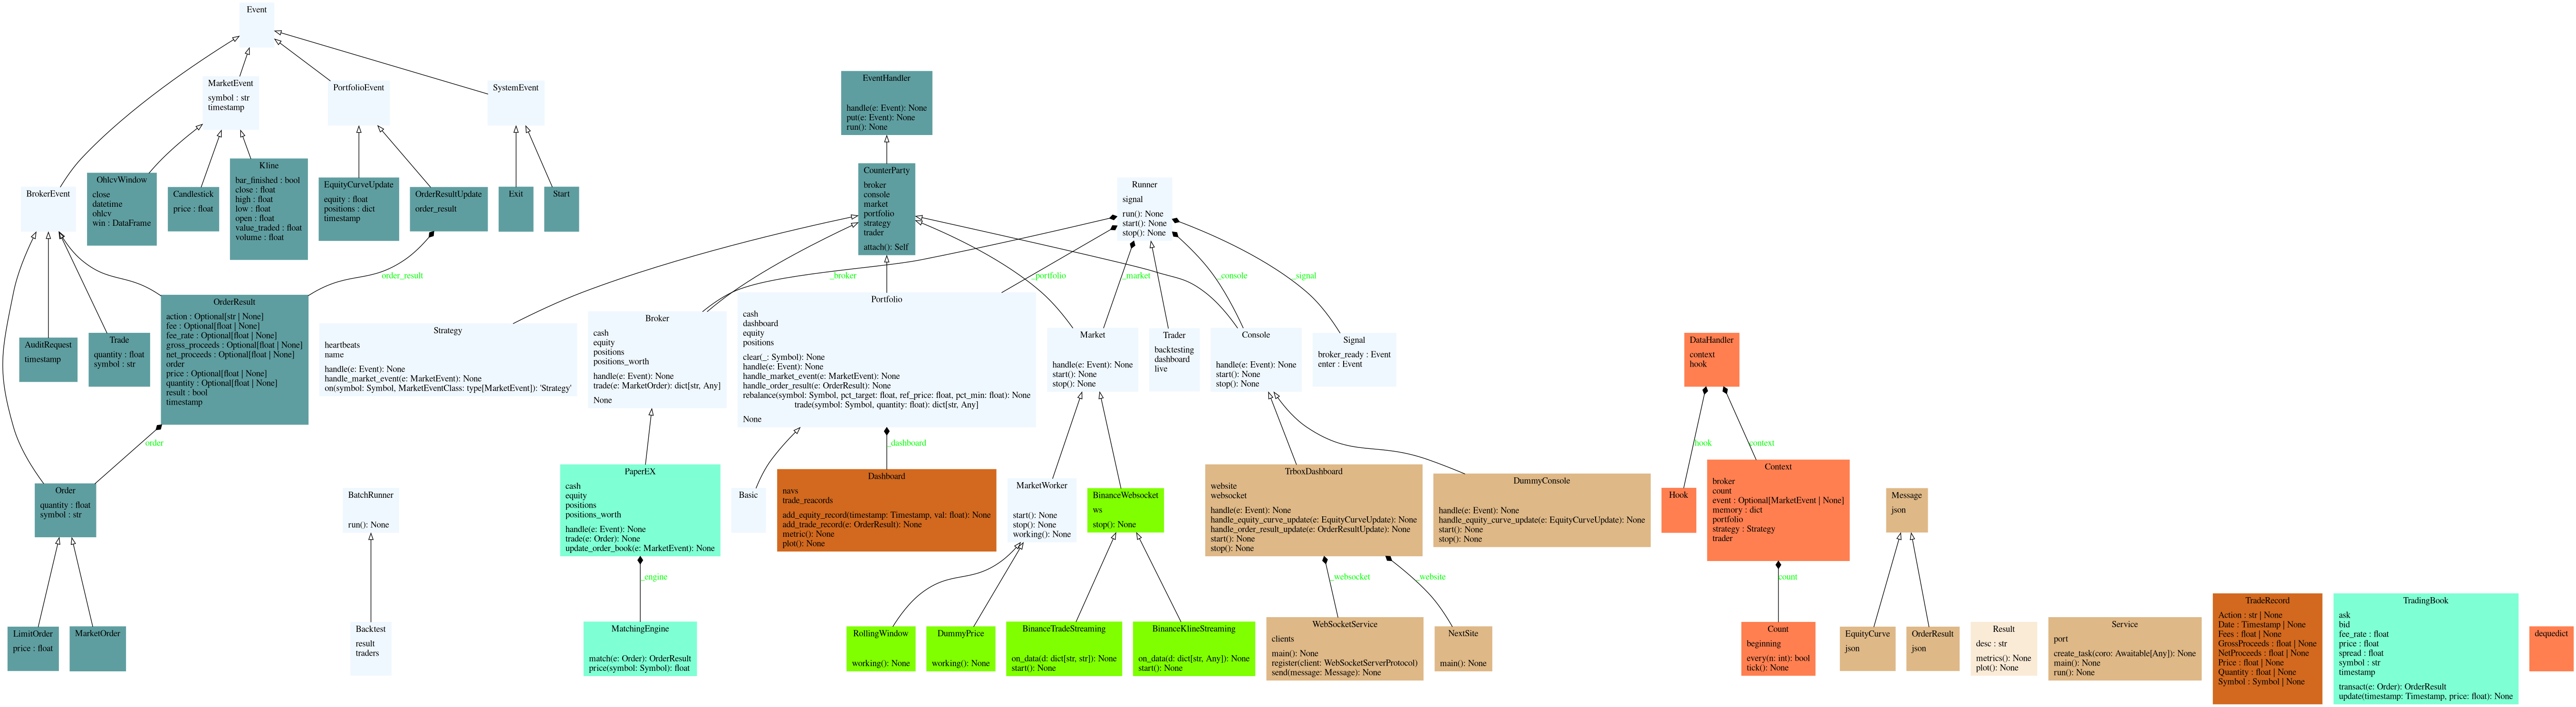 Event
MarketEvent
symbol : str
timestamp
PortfolioEvent
SystemEvent
EventHandler
handle(e: Event): None
put(e: Event): None
run(): None
BrokerEvent
OhlcvWindow
close
datetime
ohlcv
win : DataFrame
Candlestick
price : float
Kline
bar_finished : bool
close : float
high : float
low : float
open : float
value_traded : float
volume : float
EquityCurveUpdate
equity : float
positions : dict
timestamp
OrderResultUpdate
order_result
Exit
Start
CounterParty
broker
console
market
portfolio
strategy
trader
attach(): Self
Runner
signal
run(): None
start(): None
stop(): None
order_result
_broker
_portfolio
_market
_console
_signal
AuditRequest
timestamp
Trade
quantity : float
symbol : str
OrderResult
action : Optional[str | None]
fee : Optional[float | None]
fee_rate : Optional[float | None]
gross_proceeds : Optional[float | None]
net_proceeds : Optional[float | None]
order
price : Optional[float | None]
quantity : Optional[float | None]
result : bool
timestamp
Strategy
heartbeats
name
handle(e: Event): None
handle_market_event(e: MarketEvent): None
on(symbol: Symbol, MarketEventClass: type[MarketEvent]): 'Strategy'
Broker
cash
equity
positions
positions_worth
handle(e: Event): None
trade(e: MarketOrder): dict[str, Any]
None
Portfolio
cash
dashboard
equity
positions
clear(_: Symbol): None
handle(e: Event): None
handle_market_event(e: MarketEvent): None
handle_order_result(e: OrderResult): None
rebalance(symbol: Symbol, pct_target: float, ref_price: float, pct_min: float): None
trade(symbol: Symbol, quantity: float): dict[str, Any]
None
Market
handle(e: Event): None
start(): None
stop(): None
Trader
backtesting
dashboard
live
Console
handle(e: Event): None
start(): None
stop(): None
Signal
broker_ready : Event
enter : Event
DataHandler
context
hook
order
_dashboard
hook
context
Order
quantity : float
symbol : str
BatchRunner
run(): None
PaperEX
cash
equity
positions
positions_worth
handle(e: Event): None
trade(e: Order): None
update_order_book(e: MarketEvent): None
Basic
Dashboard
navs
trade_reacords
add_equity_record(timestamp: Timestamp, val: float): None
add_trade_record(e: OrderResult): None
metric(): None
plot(): None
MarketWorker
start(): None
stop(): None
working(): None
BinanceWebsocket
ws
stop(): None
TrboxDashboard
website
websocket
handle(e: Event): None
handle_equity_curve_update(e: EquityCurveUpdate): None
handle_order_result_update(e: OrderResultUpdate): None
start(): None
stop(): None
DummyConsole
handle(e: Event): None
handle_equity_curve_update(e: EquityCurveUpdate): None
start(): None
stop(): None
Hook
Context
broker
count
event : Optional[MarketEvent | None]
memory : dict
portfolio
strategy : Strategy
trader
Message
json
_engine
_websocket
_website
count
LimitOrder
price : float
MarketOrder
Backtest
result
traders
MatchingEngine
match(e: Order): OrderResult
price(symbol: Symbol): float
RollingWindow
working(): None
DummyPrice
working(): None
BinanceTradeStreaming
on_data(d: dict[str, str]): None
start(): None
BinanceKlineStreaming
on_data(d: dict[str, Any]): None
start(): None
WebSocketService
clients
main(): None
register(client: WebSocketServerProtocol)
send(message: Message): None
NextSite
main(): None
Count
beginning
every(n: int): bool
tick(): None
EquityCurve
json
OrderResult
json
Result
desc : str
metrics(): None
plot(): None
Service
port
create_task(coro: Awaitable[Any]): None
main(): None
run(): None
TradeRecord
Action : str | None
Date : Timestamp | None
Fees : float | None
GrossProceeds : float | None
NetProceeds : float | None
Price : float | None
Quantity : float | None
Symbol : Symbol | None
TradingBook
ask
bid
fee_rate : float
price : float
spread : float
symbol : str
timestamp
transact(e: Order): OrderResult
update(timestamp: Timestamp, price: float): None
dequedict